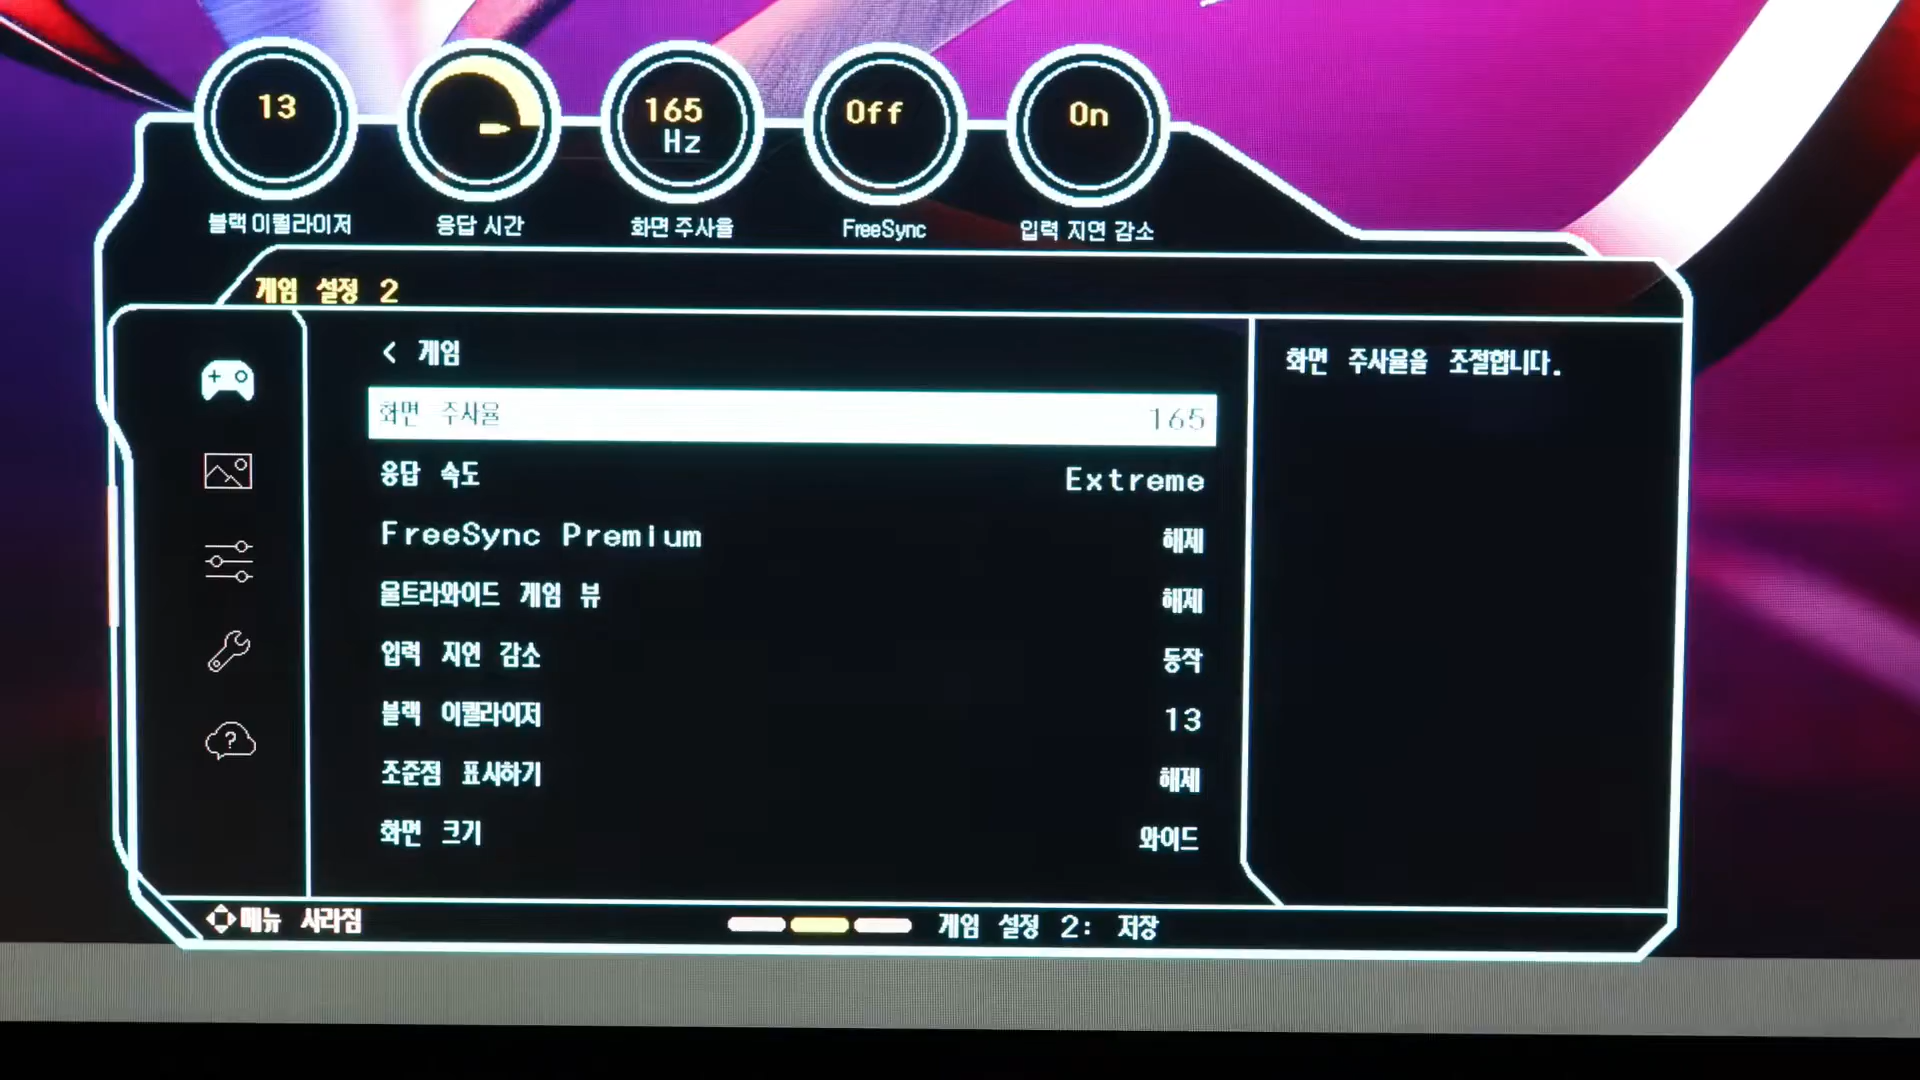 13
165
Hz
Off
On
블랙 이퀄라이저
응답 시간
화면 주사율
FreeSync
입력 지연 감소
게임 설정 2
< 게임
화면 주사율 165
응답 속도 Extreme
FreeSync Premium 해제
울트라와이드 게임 뷰 해제
입력 지연 감소 동작
블랙 이퀄라이저 13
조준점 표시하기 해제
화면 크기 와이드
화면 주사율을 조절합니다.
메뉴 사라짐
게임 설정 2: 저장